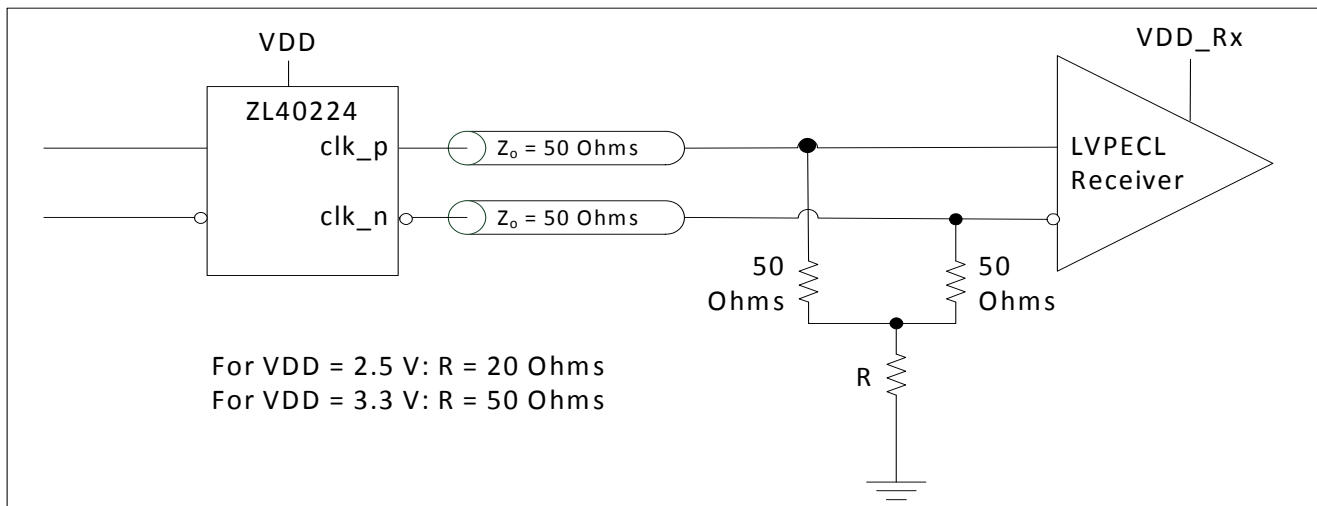 VDD
VDD_Rx
ZL40224
clk_p
Zo = 50 Ohms
LVPECL
Receiver
clk_n
Zo = 50 Ohms
50
Ohms
50
Ohms
For VDD = 2.5 V: R = 20 Ohms
For VDD = 3.3 V: R = 50 Ohms
R